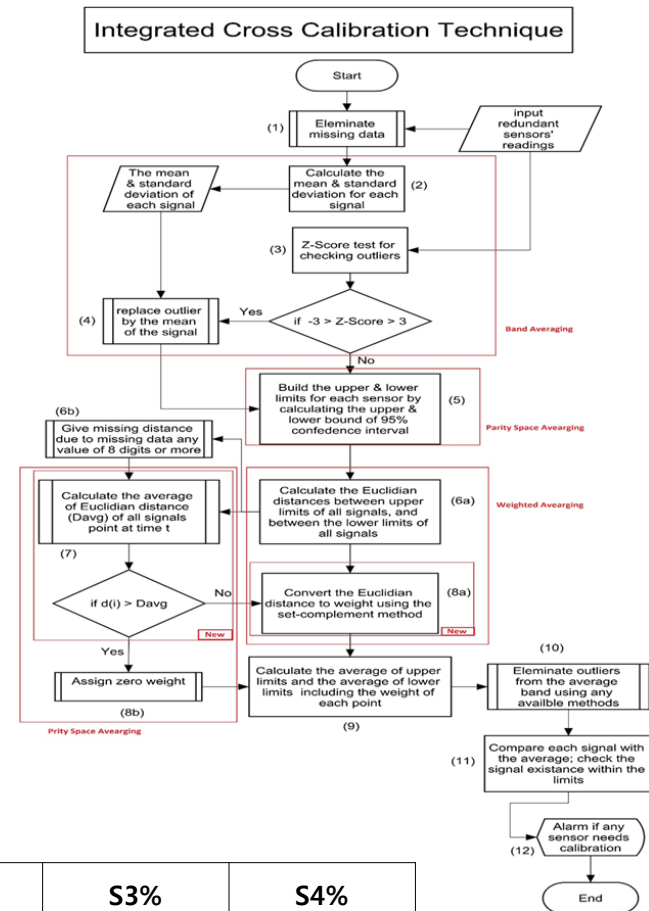 Integrated Cross Calibration Technique
Start
input
redundant
sensors'
readings
(1)
Eleminate
missing data
The mean
& standard
deviation of
each signal
Calculate the
mean & standard
deviation for each
signal
(2)
(3)
Z-Score test for
checking outliers
(4)
replace outlier
by the mean
of the signal
Yes
if -3 > Z-Score > 3
Band Averaging
No
Build the upper & lower
limits for each sensor by
calculating the upper &
lower bound of 95%
confedence interval
(5)
Parity Space Avearging
(6b)
Give missing distance
due to missing data any
value of 8 digits or more
Calculate the average
of Euclidian distance
(Davg) of all signals
point at time t
(7)
Calculate the Euclidian
distances between upper
limits of all signals, and
between the lower limits of
all signals
(6a)
Weighted Avearging
if d(i) > Davg
No
New
Convert the Euclidian
distance to weight using the
set-complement method
(8a)
New
Yes
Assign zero weight
(8b)
Prity Space Avearging
Calculate the average of upper
limits and the average of lower
limits including the weight of
each point
(9)
(10)
Eleminate outliers
from the average
band using any
availble methods
(11)
Compare each signal with
the average; check the
signal existance within the
limits
(12)
Alarm if any
sensor needs
calibration
End
S3% S4%